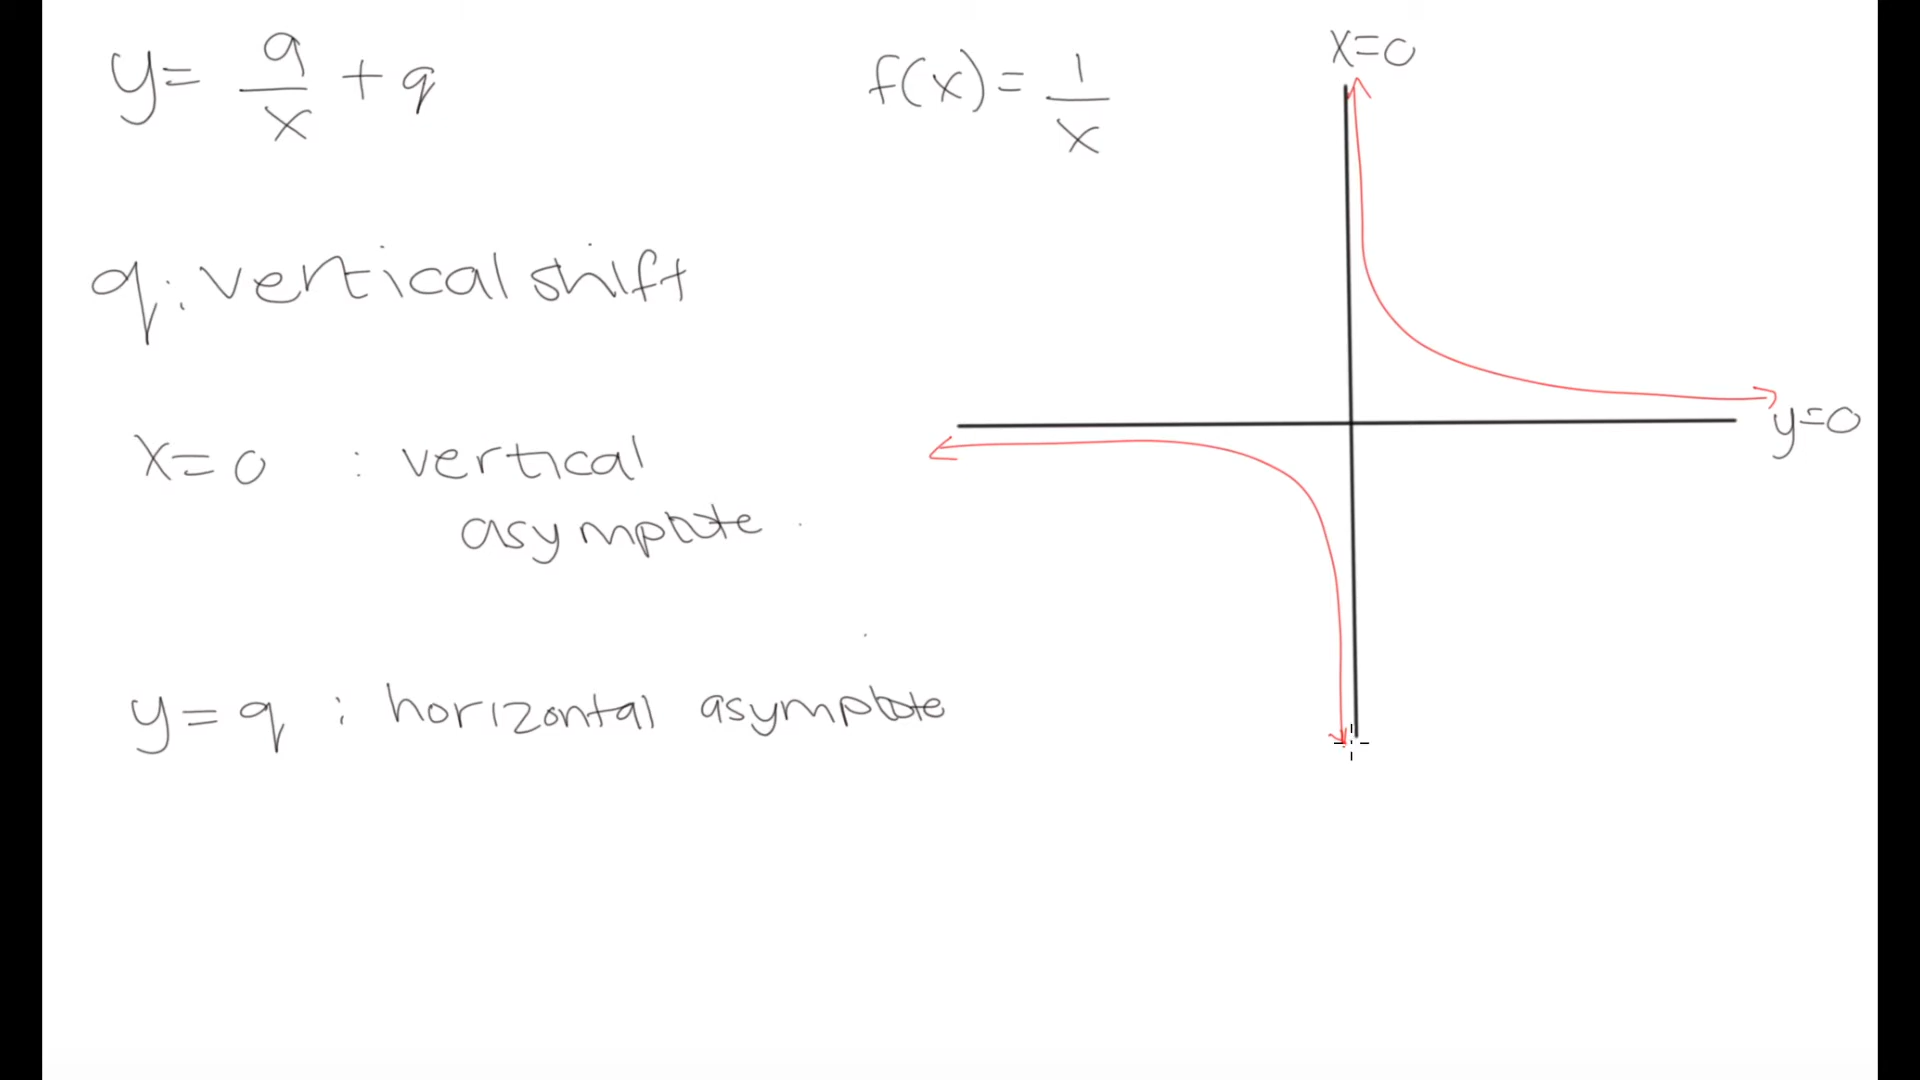 y = a/x + q
f(x) = 1/x
x=0
q: vertical shift
x=0 : vertical
asymptote
y=0
y=q : horizontal asymptote